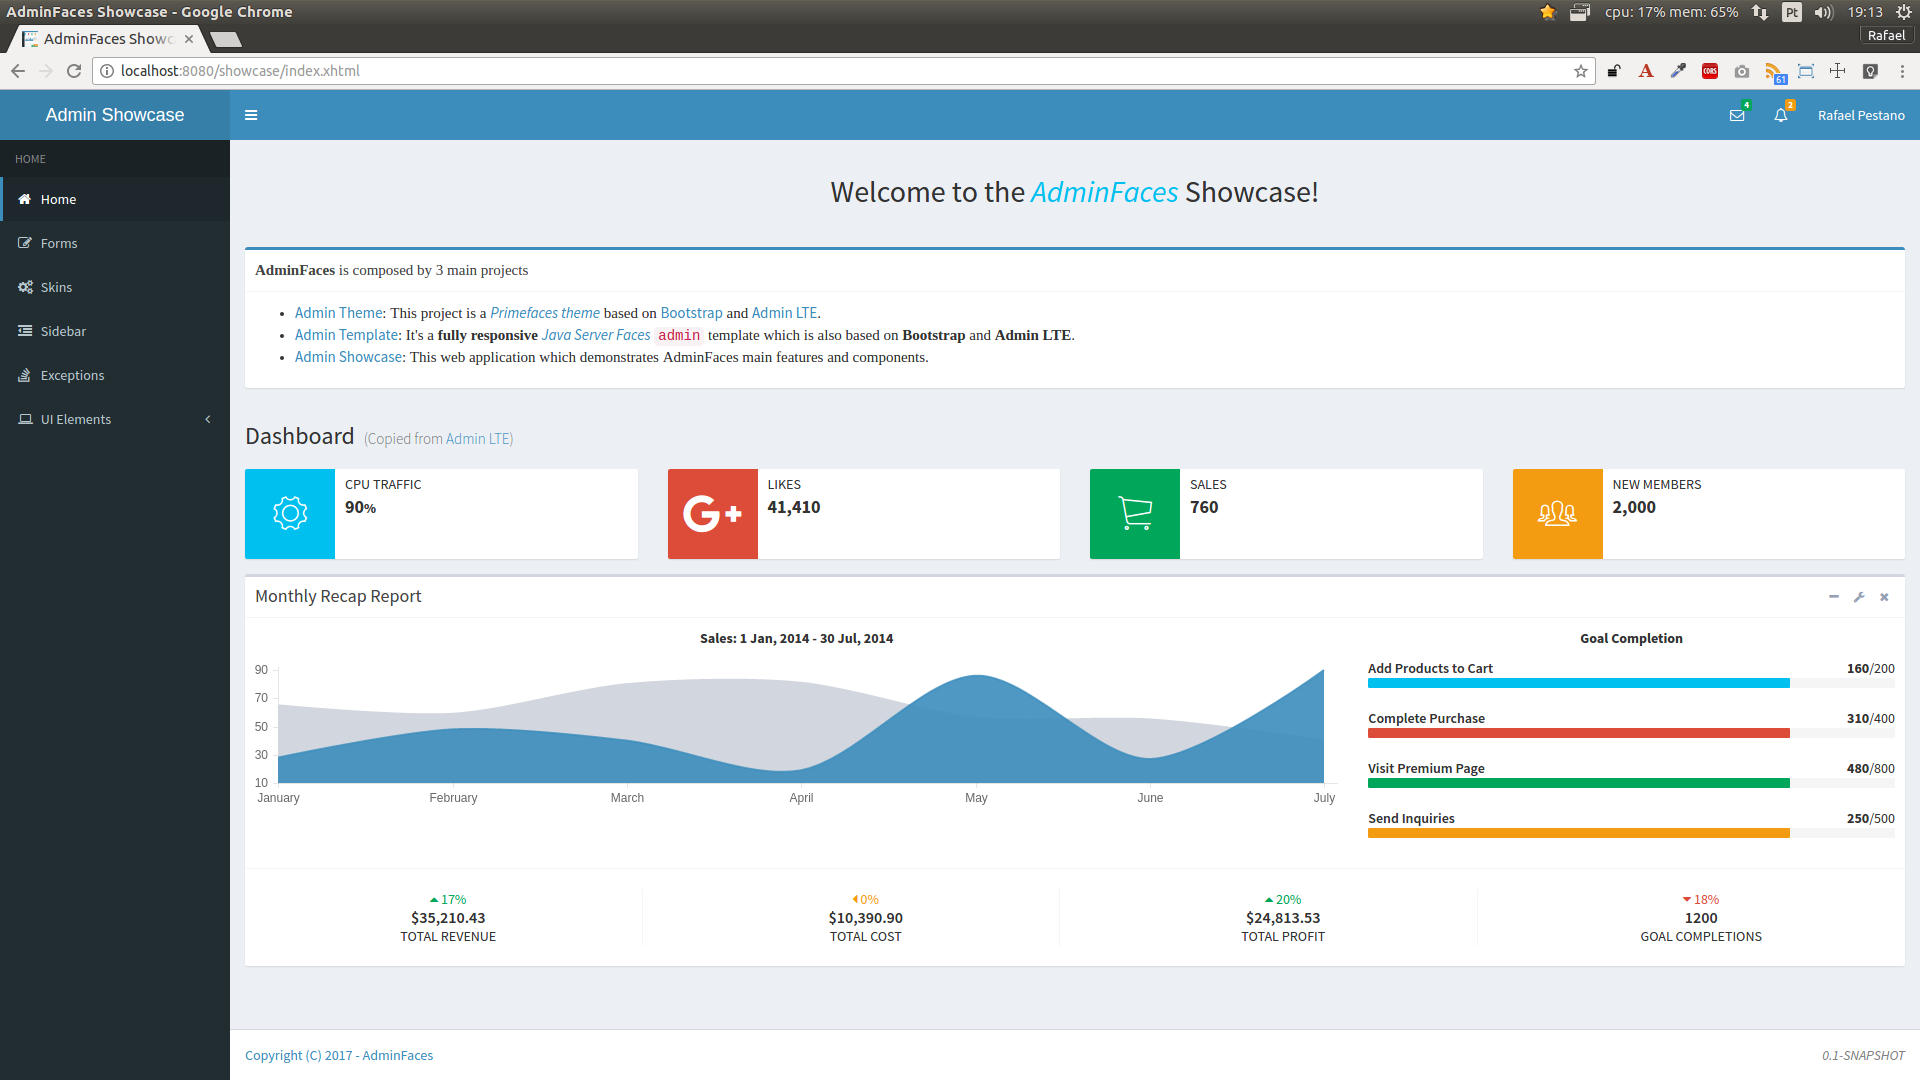 AdminFaces Showcase - Google Chrome
cpu: 17% mem: 65% Pt 19:13
AdminFaces Showc
Rafael
localhost:8080/showcase/index.xhtml
CORS
61
Admin Showcase
4
2
Rafael Pestano
HOME
Home
Forms
Skins
Sidebar
Exceptions
UI Elements
Welcome to the AdminFaces Showcase!
AdminFaces is composed by 3 main projects
• Admin Theme: This project is a Primefaces theme based on Bootstrap and Admin LTE.
• Admin Template: It's a fully responsive Java Server Faces admin template which is also based on Bootstrap and Admin LTE.
• Admin Showcase: This web application which demonstrates AdminFaces main features and components.
Dashboard (Copied from Admin LTE)
CPU TRAFFIC
90%
G+
LIKES
41,410
SALES
760
NEW MEMBERS
2,000
Monthly Recap Report
Sales: 1 Jan, 2014 - 30 Jul, 2014
90
70
50
30
10
January February March April May June July
Goal Completion
Add Products to Cart 160/200
Complete Purchase 310/400
Visit Premium Page 480/800
Send Inquiries 250/500
17%
$35,210.43
TOTAL REVENUE
0%
$10,390.90
TOTAL COST
20%
$24,813.53
TOTAL PROFIT
18%
1200
GOAL COMPLETIONS
Copyright (C) 2017 - AdminFaces
0.1-SNAPSHOT